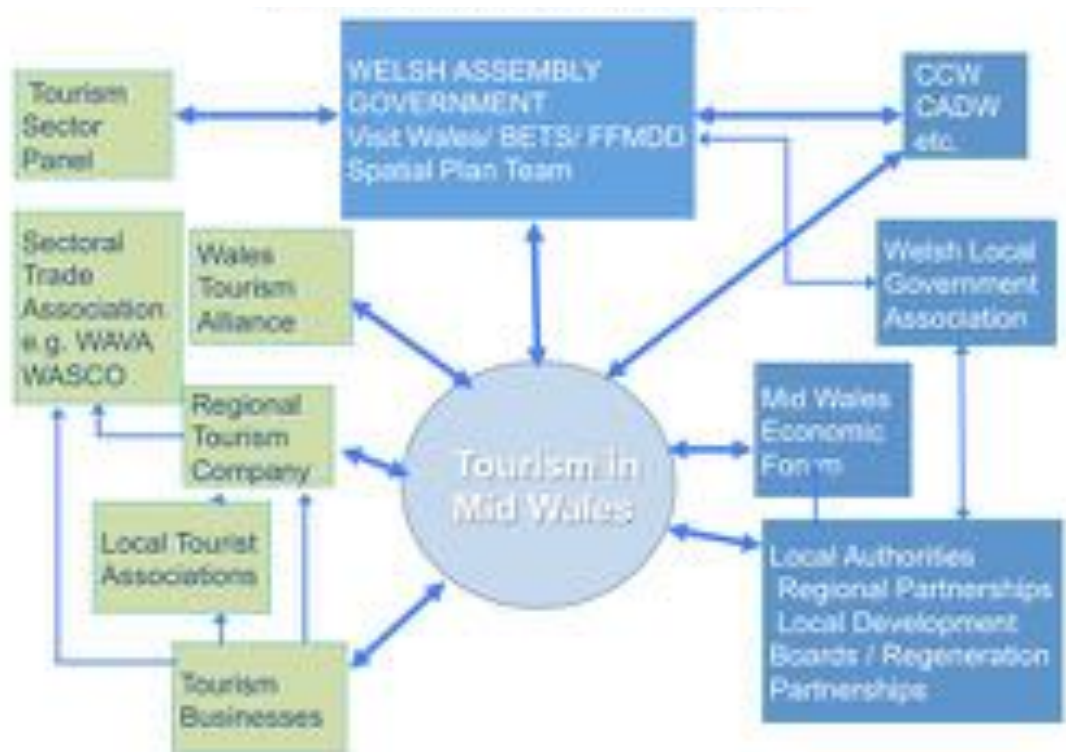 Tourism
Sector
Panel
WELSH ASSEMBLY
GOVERNMENT
Visit Wales/ BETS/ FFMDD
Spatial Plan Team
CCW
CADW
etc.
Sectoral
Trade
Association
e.g. WAVA
WASCO
Wales
Tourism
Alliance
Welsh Local
Government
Association
Regional
Tourism
Company
Tourism in
Mid Wales
Mid Wales
Economic
Forum
Local Tourist
Associations
Local Authorities
Regional Partnerships
Local Development
Boards / Regeneration
Partnerships
Tourism
Businesses